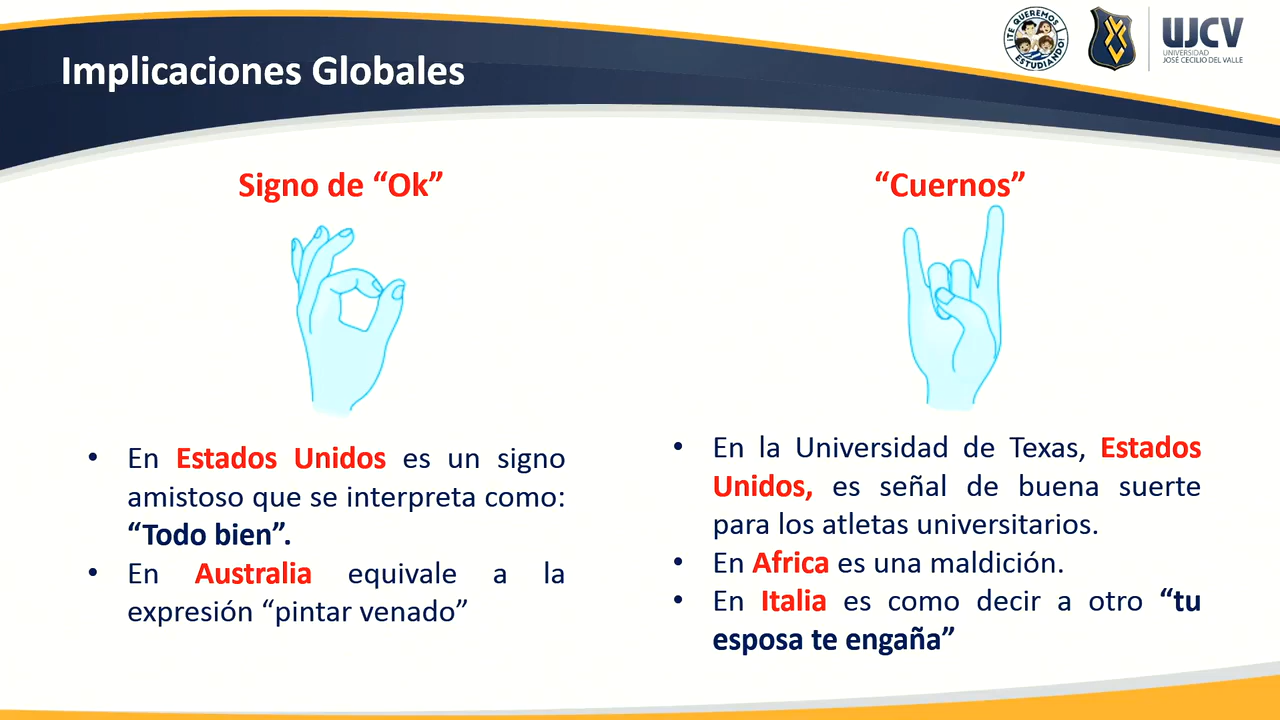 Implicaciones Globales
¡TE QUEREMOS ESTUDIANDO!
UJCV
UNIVERSIDAD
JOSÉ CECILIO DEL VALLE
Signo de “Ok”
• En Estados Unidos es un signo
amistoso que se interpreta como:
“Todo bien”.
• En Australia equivale a la
expresión “pintar venado”
“Cuernos”
• En la Universidad de Texas, Estados
Unidos, es señal de buena suerte
para los atletas universitarios.
• En Africa es una maldición.
• En Italia es como decir a otro “tu
esposa te engaña”